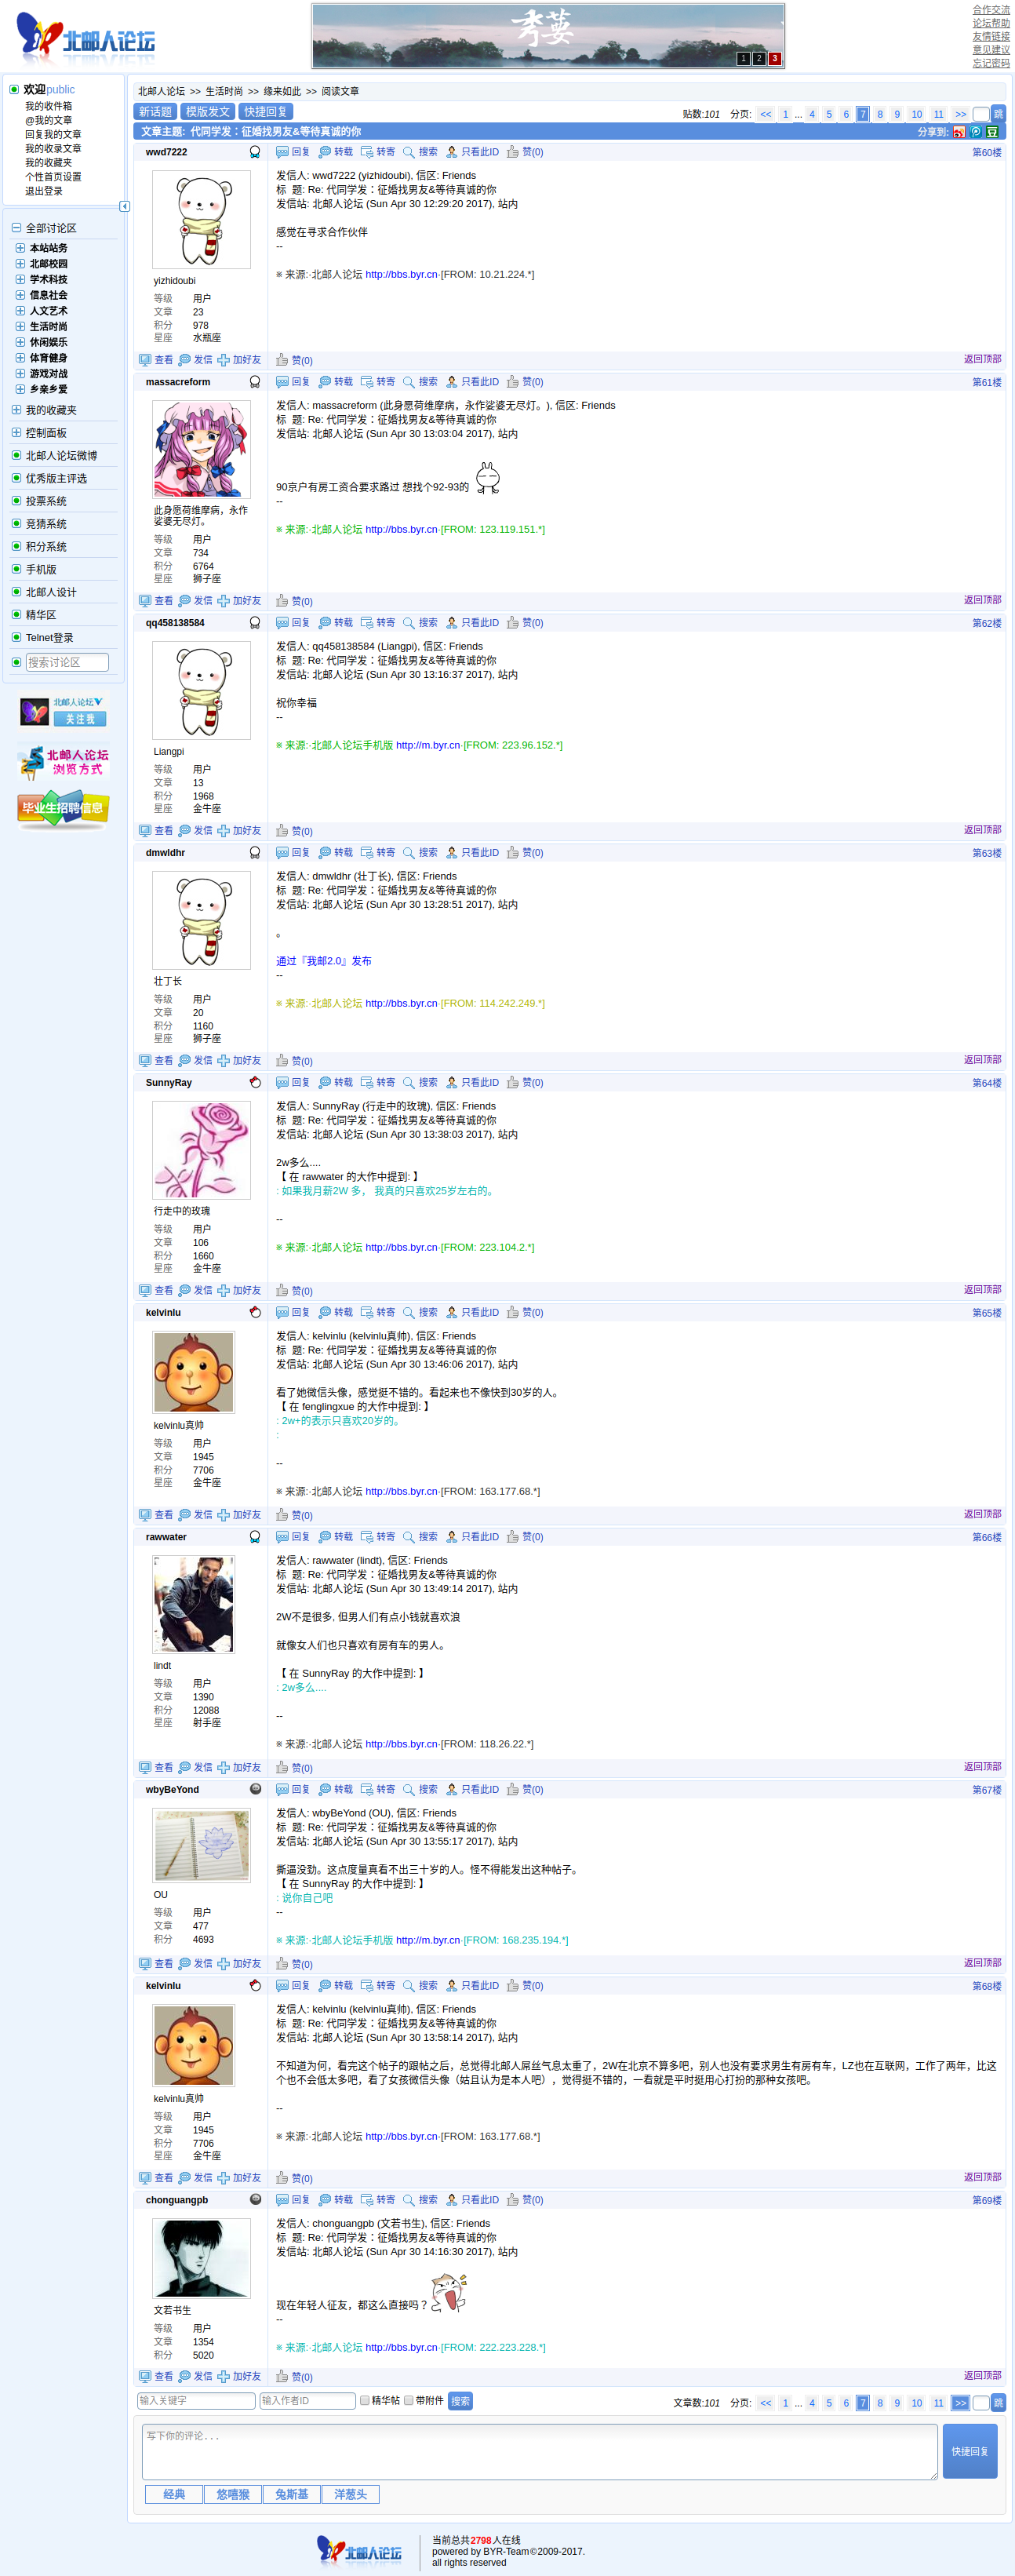 北邮人论坛
考蒌
1 2 3
合作交流
论坛帮助
友情链接
意见建议
忘记密码
欢迎public
我的收件箱
@我的文章
回复我的文章
我的收录文章
我的收藏夹
个性首页设置
退出登录
全部讨论区
本站站务
北邮校园
学术科技
信息社会
人文艺术
生活时尚
休闲娱乐
体育健身
游戏对战
乡亲乡爱
我的收藏夹
控制面板
北邮人论坛微博
优秀版主评选
投票系统
竞猜系统
积分系统
手机版
北邮人设计
精华区
Telnet登录
搜索讨论区
北邮人论坛
关注我
北邮人论坛
浏览方式
毕业生招聘信息
北邮人论坛 >> 生活时尚 >> 缘来如此 >> 阅读文章
新话题 模版发文 快捷回复
贴数:101 分页: << 1 ... 4 5 6 7 8 9 10 11 >> 跳
文章主题: 代同学发：征婚找男友&等待真诚的你
分享到: 豆
wwd7222
回复 转载 转寄 搜索 只看此ID 赞(0) 第60楼
yizhidoubi
等级 用户
文章 23
积分 978
星座 水瓶座
发信人: wwd7222 (yizhidoubi), 信区: Friends
标 题: Re: 代同学发：征婚找男友&等待真诚的你
发信站: 北邮人论坛 (Sun Apr 30 12:29:20 2017), 站内
感觉在寻求合作伙伴
--
※ 来源:·北邮人论坛 http://bbs.byr.cn·[FROM: 10.21.224.*]
查看 发信 加好友 赞(0) 返回顶部
massacreform
回复 转载 转寄 搜索 只看此ID 赞(0) 第61楼
此身愿荷维摩病，永作
娑婆无尽灯。
等级 用户
文章 734
积分 6764
星座 狮子座
发信人: massacreform (此身愿荷维摩病，永作娑婆无尽灯。), 信区: Friends
标 题: Re: 代同学发：征婚找男友&等待真诚的你
发信站: 北邮人论坛 (Sun Apr 30 13:03:04 2017), 站内
90京户有房工资合要求路过 想找个92-93的
--
※ 来源:·北邮人论坛 http://bbs.byr.cn·[FROM: 123.119.151.*]
查看 发信 加好友 赞(0) 返回顶部
qq458138584
回复 转载 转寄 搜索 只看此ID 赞(0) 第62楼
Liangpi
等级 用户
文章 13
积分 1968
星座 金牛座
发信人: qq458138584 (Liangpi), 信区: Friends
标 题: Re: 代同学发：征婚找男友&等待真诚的你
发信站: 北邮人论坛 (Sun Apr 30 13:16:37 2017), 站内
祝你幸福
--
※ 来源:·北邮人论坛手机版 http://m.byr.cn·[FROM: 223.96.152.*]
查看 发信 加好友 赞(0) 返回顶部
dmwldhr
回复 转载 转寄 搜索 只看此ID 赞(0) 第63楼
壮丁长
等级 用户
文章 20
积分 1160
星座 狮子座
发信人: dmwldhr (壮丁长), 信区: Friends
标 题: Re: 代同学发：征婚找男友&等待真诚的你
发信站: 北邮人论坛 (Sun Apr 30 13:28:51 2017), 站内
。
通过『我邮2.0』发布
--
※ 来源:·北邮人论坛 http://bbs.byr.cn·[FROM: 114.242.249.*]
查看 发信 加好友 赞(0) 返回顶部
SunnyRay
回复 转载 转寄 搜索 只看此ID 赞(0) 第64楼
行走中的玫瑰
等级 用户
文章 106
积分 1660
星座 金牛座
发信人: SunnyRay (行走中的玫瑰), 信区: Friends
标 题: Re: 代同学发：征婚找男友&等待真诚的你
发信站: 北邮人论坛 (Sun Apr 30 13:38:03 2017), 站内
2w多么....
【 在 rawwater 的大作中提到: 】
: 如果我月薪2W 多， 我真的只喜欢25岁左右的。
--
※ 来源:·北邮人论坛 http://bbs.byr.cn·[FROM: 223.104.2.*]
查看 发信 加好友 赞(0) 返回顶部
kelvinlu
回复 转载 转寄 搜索 只看此ID 赞(0) 第65楼
kelvinlu真帅
等级 用户
文章 1945
积分 7706
星座 金牛座
发信人: kelvinlu (kelvinlu真帅), 信区: Friends
标 题: Re: 代同学发：征婚找男友&等待真诚的你
发信站: 北邮人论坛 (Sun Apr 30 13:46:06 2017), 站内
看了她微信头像，感觉挺不错的。看起来也不像快到30岁的人。
【 在 fenglingxue 的大作中提到: 】
: 2w+的表示只喜欢20岁的。
:
--
※ 来源:·北邮人论坛 http://bbs.byr.cn·[FROM: 163.177.68.*]
查看 发信 加好友 赞(0) 返回顶部
rawwater
回复 转载 转寄 搜索 只看此ID 赞(0) 第66楼
lindt
等级 用户
文章 1390
积分 12088
星座 射手座
发信人: rawwater (lindt), 信区: Friends
标 题: Re: 代同学发：征婚找男友&等待真诚的你
发信站: 北邮人论坛 (Sun Apr 30 13:49:14 2017), 站内
2W不是很多, 但男人们有点小钱就喜欢浪
就像女人们也只喜欢有房有车的男人。
【 在 SunnyRay 的大作中提到: 】
: 2w多么....
--
※ 来源:·北邮人论坛 http://bbs.byr.cn·[FROM: 118.26.22.*]
查看 发信 加好友 赞(0) 返回顶部
wbyBeYond
回复 转载 转寄 搜索 只看此ID 赞(0) 第67楼
OU
等级 用户
文章 477
积分 4693
发信人: wbyBeYond (OU), 信区: Friends
标 题: Re: 代同学发：征婚找男友&等待真诚的你
发信站: 北邮人论坛 (Sun Apr 30 13:55:17 2017), 站内
撕逼没劲。这点度量真看不出三十岁的人。怪不得能发出这种帖子。
【 在 SunnyRay 的大作中提到: 】
: 说你自己吧
--
※ 来源:·北邮人论坛手机版 http://m.byr.cn·[FROM: 168.235.194.*]
查看 发信 加好友 赞(0) 返回顶部
kelvinlu
回复 转载 转寄 搜索 只看此ID 赞(0) 第68楼
kelvinlu真帅
等级 用户
文章 1945
积分 7706
星座 金牛座
发信人: kelvinlu (kelvinlu真帅), 信区: Friends
标 题: Re: 代同学发：征婚找男友&等待真诚的你
发信站: 北邮人论坛 (Sun Apr 30 13:58:14 2017), 站内
不知道为何，看完这个帖子的跟帖之后，总觉得北邮人屌丝气息太重了，2W在北京不算多吧，别人也没有要求男生有房有车，LZ也在互联网，工作了两年，比这
个也不会低太多吧，看了女孩微信头像（姑且认为是本人吧），觉得挺不错的，一看就是平时挺用心打扮的那种女孩吧。
--
※ 来源:·北邮人论坛 http://bbs.byr.cn·[FROM: 163.177.68.*]
查看 发信 加好友 赞(0) 返回顶部
chonguangpb
回复 转载 转寄 搜索 只看此ID 赞(0) 第69楼
文若书生
等级 用户
文章 1354
积分 5020
发信人: chonguangpb (文若书生), 信区: Friends
标 题: Re: 代同学发：征婚找男友&等待真诚的你
发信站: 北邮人论坛 (Sun Apr 30 14:16:30 2017), 站内
现在年轻人征友，都这么直接吗？
--
※ 来源:·北邮人论坛 http://bbs.byr.cn·[FROM: 222.223.228.*]
查看 发信 加好友 赞(0) 返回顶部
输入关键字 输入作者ID 精华帖 带附件 搜索
文章数:101 分页: << 1 ... 4 5 6 7 8 9 10 11 >> 跳
写下你的评论...
快捷回复
经典 悠嘻猴 兔斯基 洋葱头
北邮人论坛
当前总共2798人在线
powered by BYR-Team©2009-2017.
all rights reserved